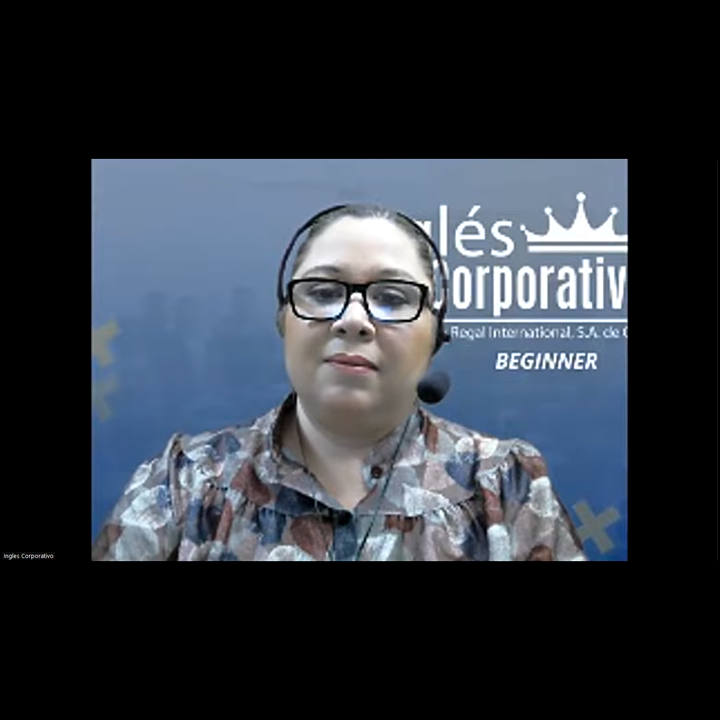 glés
Corporativ
Regal International, S.A. de C
BEGINNER
Ingles Corporativo